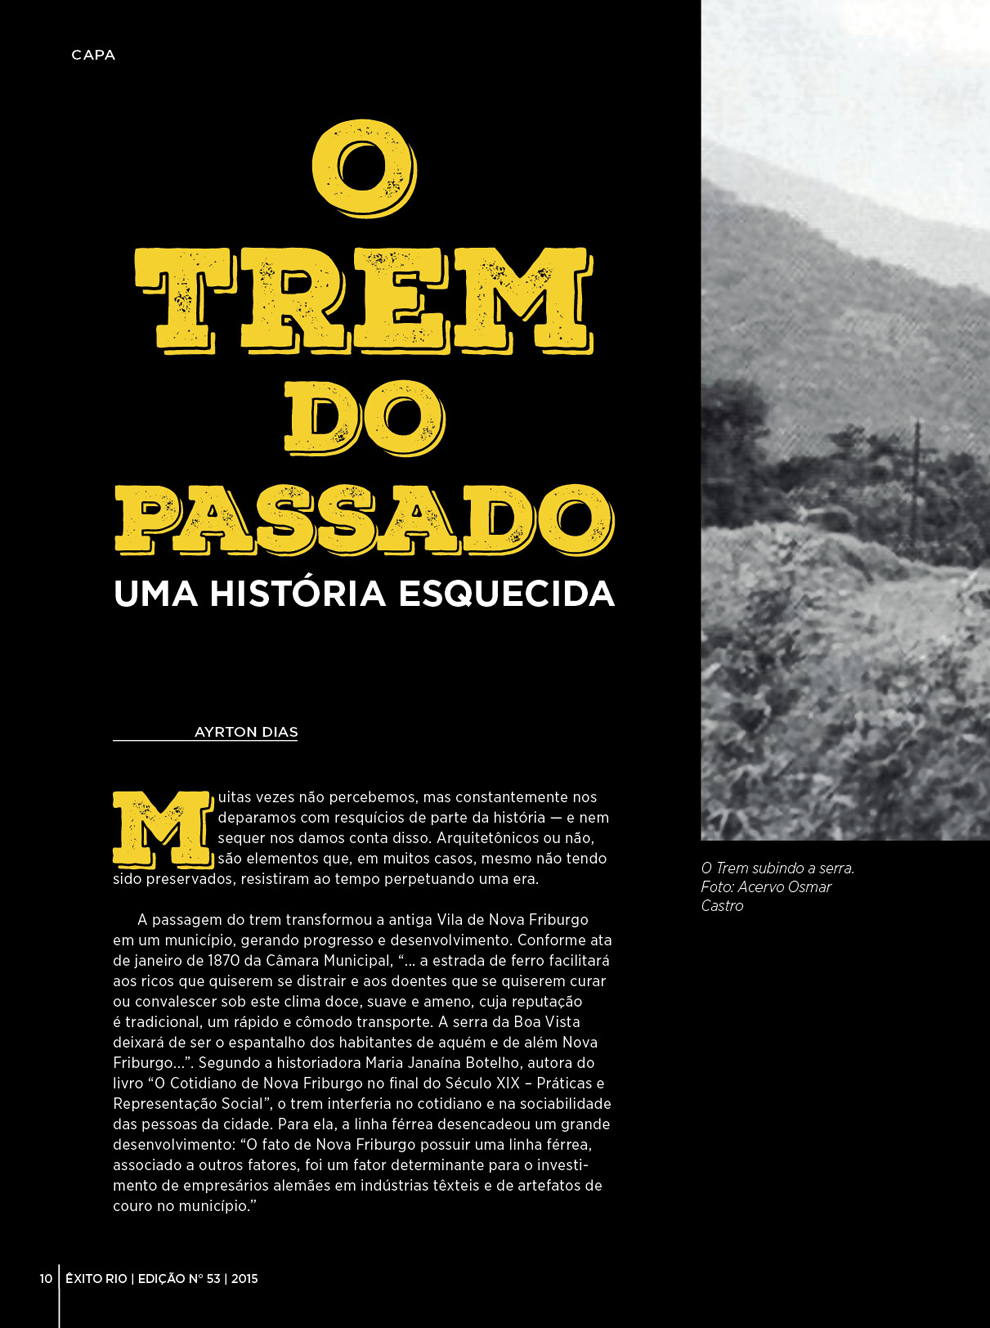 CAPA
O
TREM
DO
PASSADO
UMA HISTÓRIA ESQUECIDA
AYRTON DIAS
Muitas vezes não percebemos, mas constantemente nos
deparamos com resquícios de parte da história — e nem
sequer nos damos conta disso. Arquitetônicos ou não,
são elementos que, em muitos casos, mesmo não tendo
sido preservados, resistiram ao tempo perpetuando uma era.
A passagem do trem transformou a antiga Vila de Nova Friburgo
em um município, gerando progresso e desenvolvimento. Conforme ata
de janeiro de 1870 da Câmara Municipal, “... a estrada de ferro facilitará
aos ricos que quiserem se distrair e aos doentes que se quiserem curar
ou convalescer sob este clima doce, suave e ameno, cuja reputação
é tradicional, um rápido e cômodo transporte. A serra da Boa Vista
deixará de ser o espantalho dos habitantes de aquém e de além Nova
Friburgo...”. Segundo a historiadora Maria Janaína Botelho, autora do
livro “O Cotidiano de Nova Friburgo no final do Século XIX – Práticas e
Representação Social”, o trem interferia no cotidiano e na sociabilidade
das pessoas da cidade. Para ela, a linha férrea desencadeou um grande
desenvolvimento: “O fato de Nova Friburgo possuir uma linha férrea,
associado a outros fatores, foi um fator determinante para o investi-
mento de empresários alemães em indústrias têxteis e de artefatos de
couro no município.”
O Trem subindo a serra.
Foto: Acervo Osmar
Castro
10 | ÊXITO RIO | EDIÇÃO Nº 53 | 2015